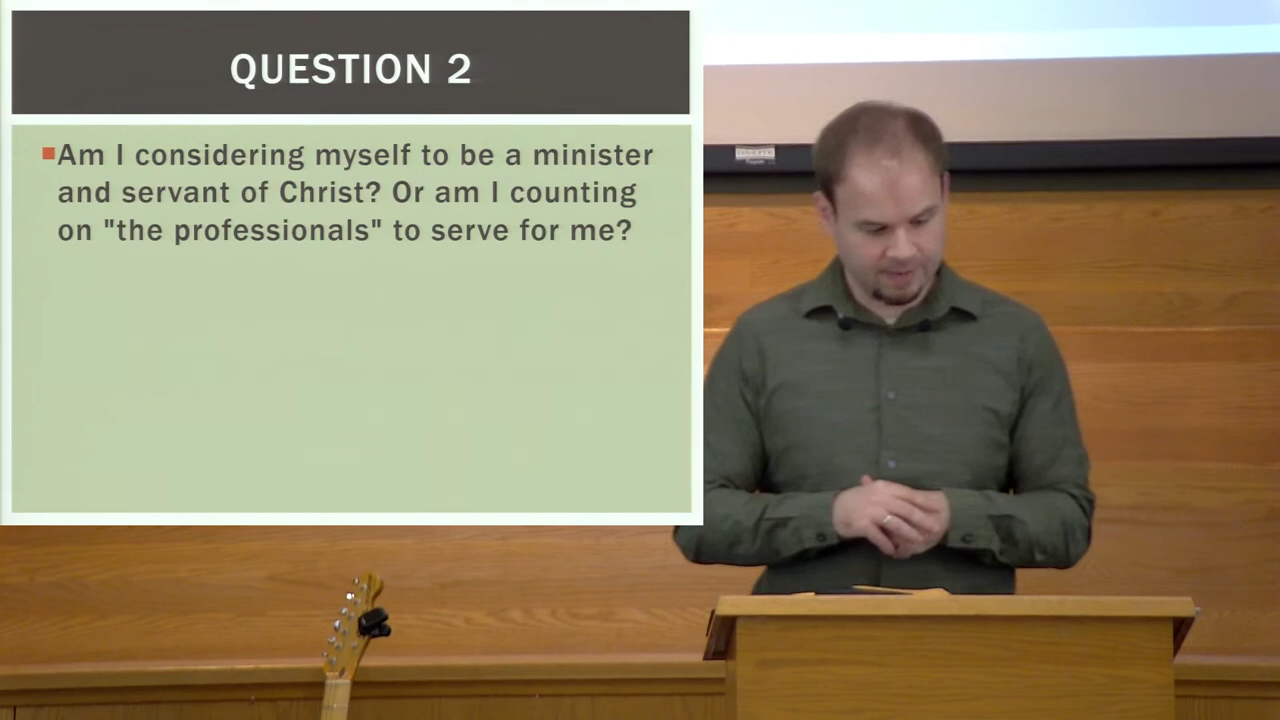 QUESTION 2
Am I considering myself to be a minister
and servant of Christ? Or am I counting
on "the professionals" to serve for me?